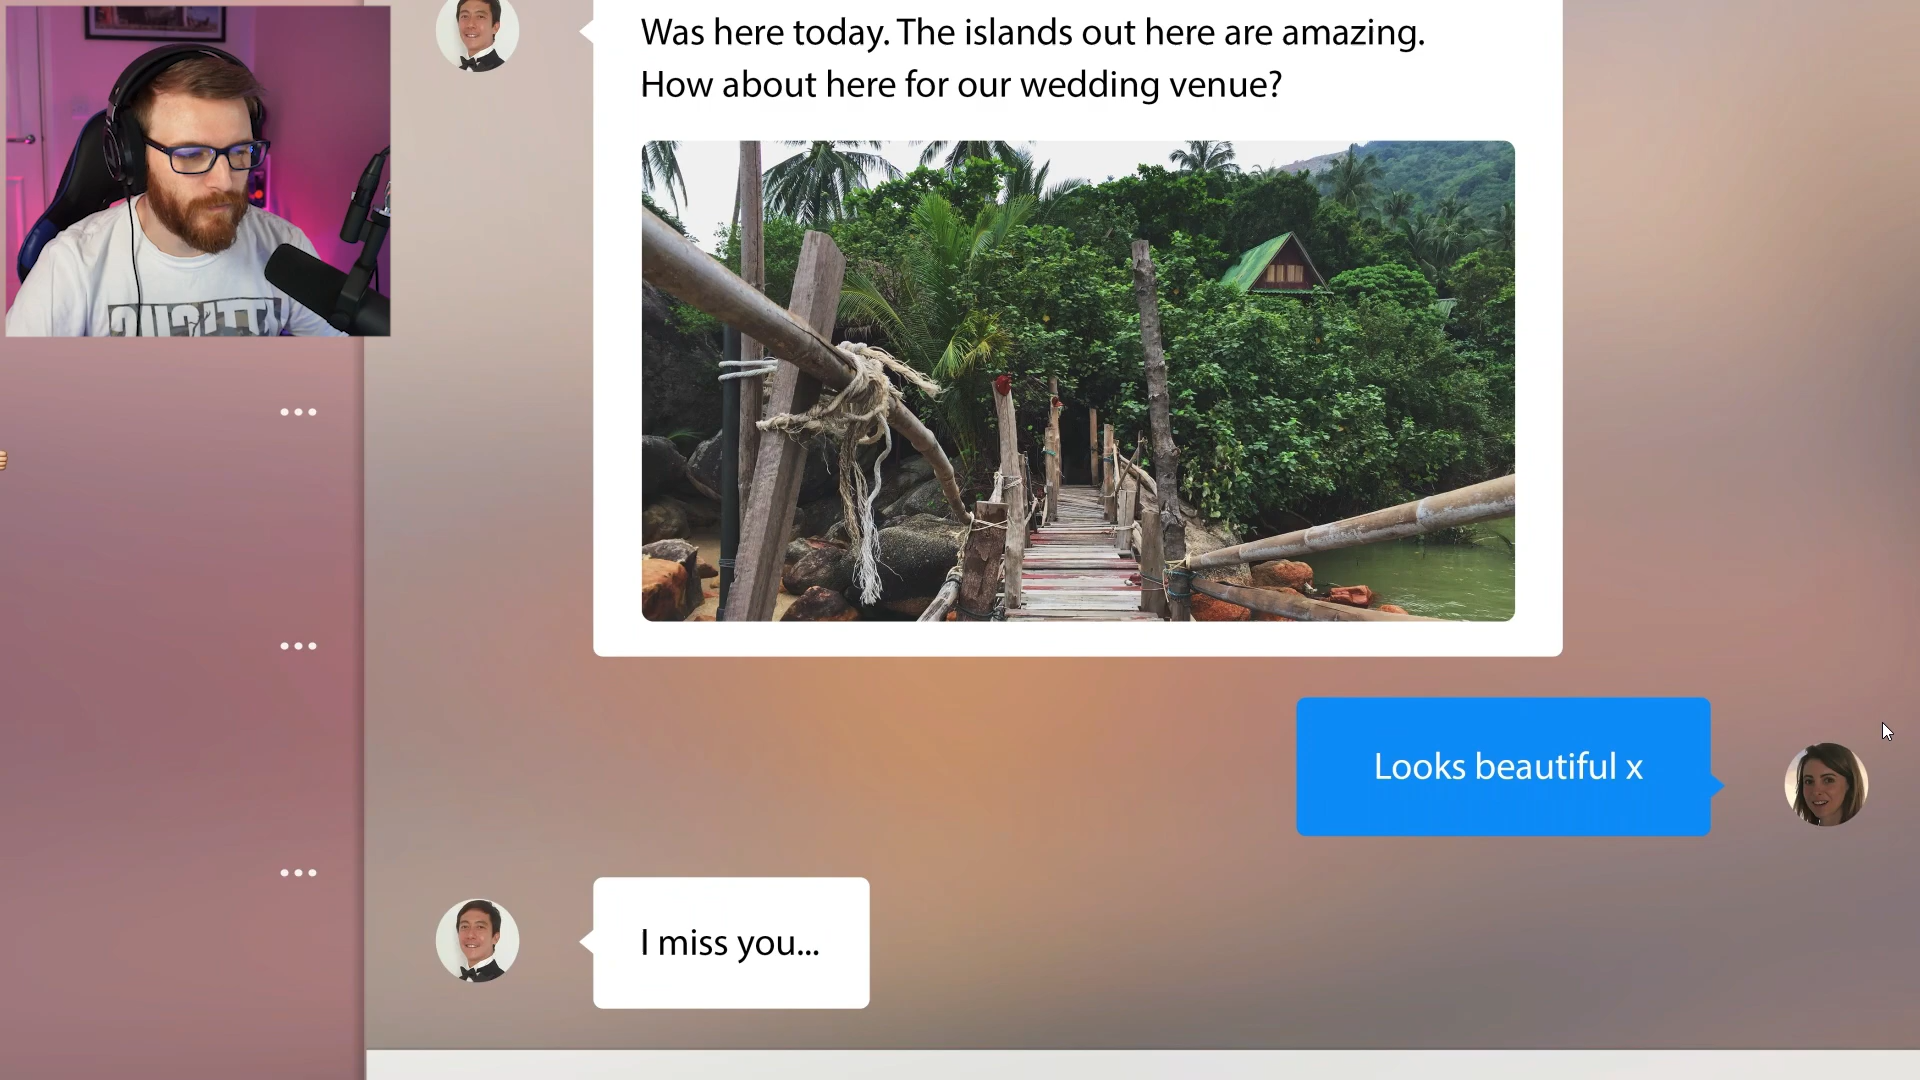 Was here today. The islands out here are amazing.
How about here for our wedding venue?
Looks beautiful x
I miss you...